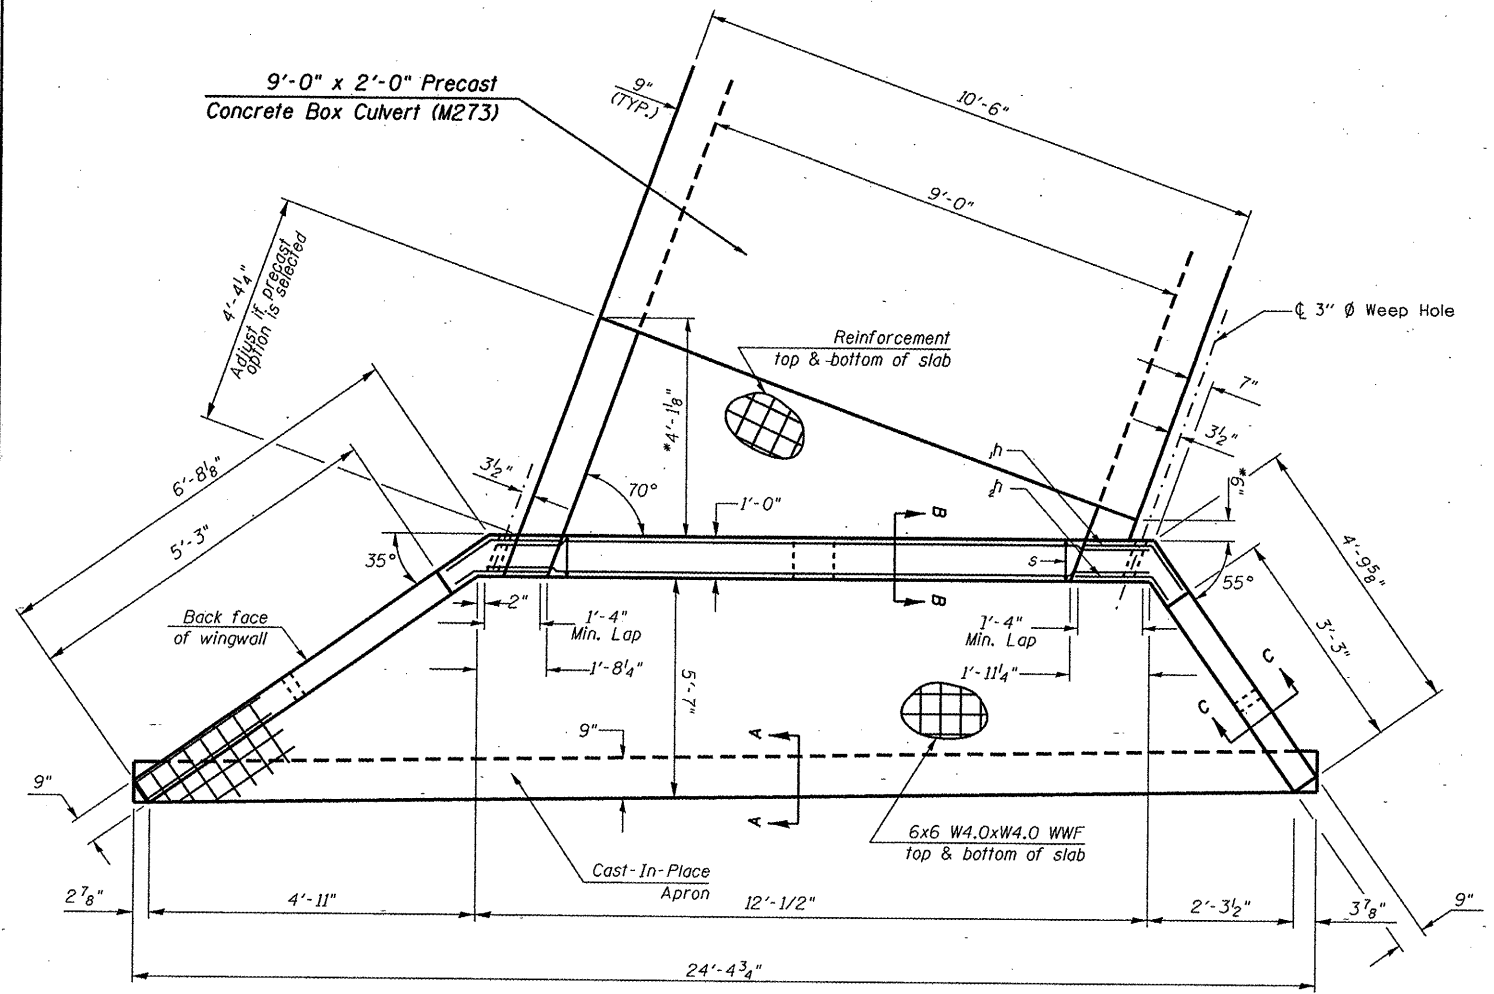 9'-0" x 2'-0" Precast
Concrete Box Culvert (M273)
9"
(TYP.)
10'-6"
9'-0"
4'-4¼"
Adjust if precast
option is selected
Reinforcement
top & bottom of slab
℄ 3" Ø Weep Hole
7"
3½"
*6"
*4'-1⅛"
h₁
h₂
6'-8⅛"
5'-3"
3½"
70°
1'-0"
B
B
s
35°
55°
4'-9⅝"
3'-3"
2"
1'-4"
Min. Lap
1'-8¼"
1'-4"
Min. Lap
1'-11¼"
Back face
of wingwall
5'-7"
C
C
9"
A
A
9"
6x6 W4.0xW4.0 WWF
top & bottom of slab
Cast-In-Place
Apron
2⅞"
4'-11"
12'-1/2"
2'-3½"
3⅞"
9"
24'-4¾"